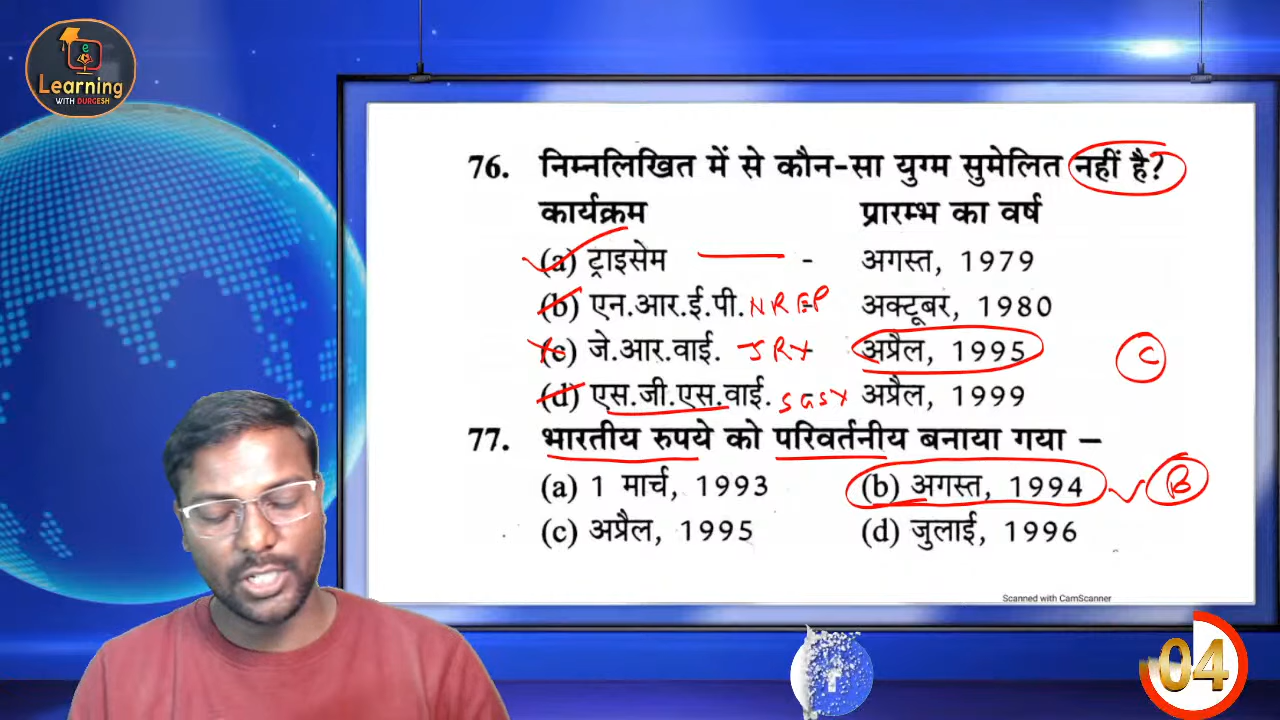 e
Learning
WITH DURGESH
76. निम्नलिखित में से कौन-सा युग्म सुमेलित नहीं है?
कार्यक्रम प्रारम्भ का वर्ष
(a) ट्राइसेम - अगस्त, 1979
(b) एन.आर.ई.पी. NREP - अक्टूबर, 1980
(c) जे.आर.वाई. JRY - अप्रैल, 1995 C
(d) एस.जी.एस.वाई. SGSY - अप्रैल, 1999
77. भारतीय रुपये को परिवर्तनीय बनाया गया –
(a) 1 मार्च, 1993 (b) अगस्त, 1994 B
(c) अप्रैल, 1995 (d) जुलाई, 1996
Scanned with CamScanner
04